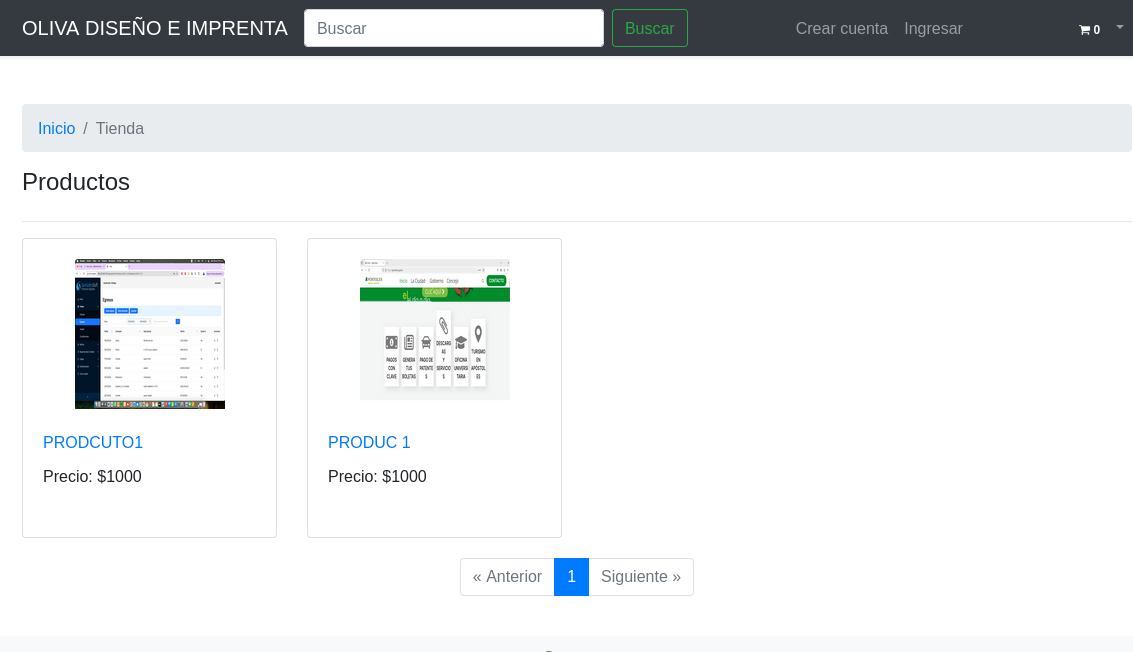 OLIVA DISEÑO E IMPRENTA Buscar Buscar Crear cuenta Ingresar 0
Inicio / Tienda
Productos
CONTACTO
PAGOS CON CLAVE
GENERA TUS BOLETAS
PAGO DE PATENTES
DESCARGAS Y SERVICIOS
OFICINA UNIVERSITARIA
TURISMO EN APOSTOLES
PRODCUTO1 PRODUC 1
Precio: $1000 Precio: $1000
« Anterior 1 Siguiente »